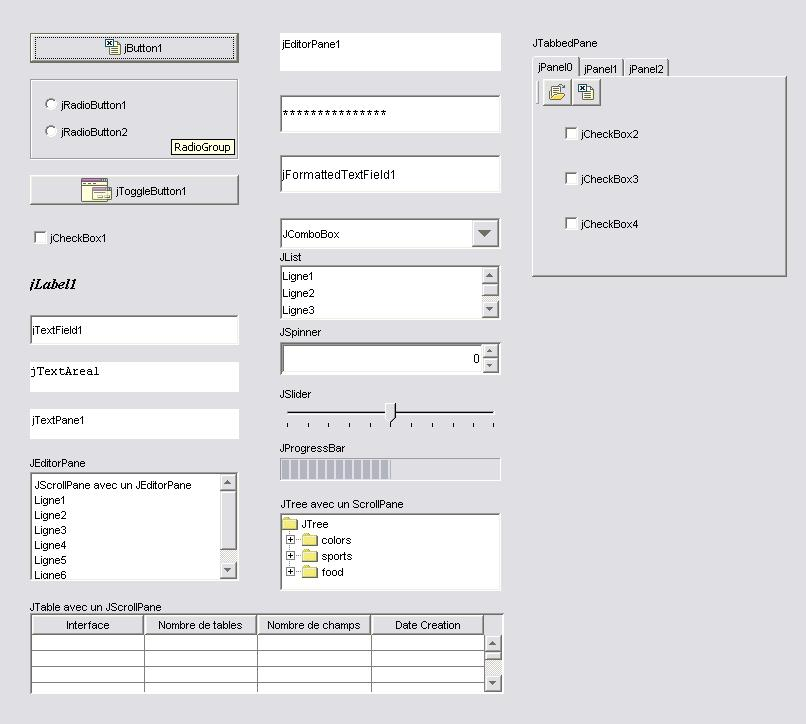 jButton1
jRadioButton1
jRadioButton2
RadioGroup
jToggleButton1
jCheckBox1
jLabel1
jTextField1
jTextAreal
jTextPane1
JEditorPane
JScrollPane avec un JEditorPane
Ligne1
Ligne2
Ligne3
Ligne4
Ligne5
Ligne6
jEditorPane1
***************
jFormattedTextField1
JComboBox
JList
Ligne1
Ligne2
Ligne3
JSpinner
0
JSlider
JProgressBar
JTree avec un ScrollPane
JTree
colors
sports
food
JTabbedPane
jPanel0 jPanel1 jPanel2
jCheckBox2
jCheckBox3
jCheckBox4
JTable avec un JScrollPane
Interface Nombre de tables Nombre de champs Date Creation